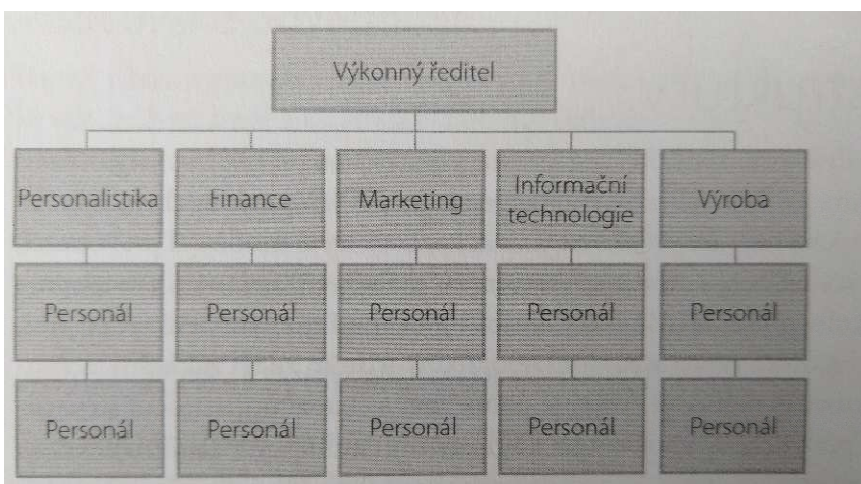 Výkonný ředitel
Personalistika
Finance
Marketing
Informační
technologie
Výroba
Personál
Personál
Personál
Personál
Personál
Personál
Personál
Personál
Personál
Personál